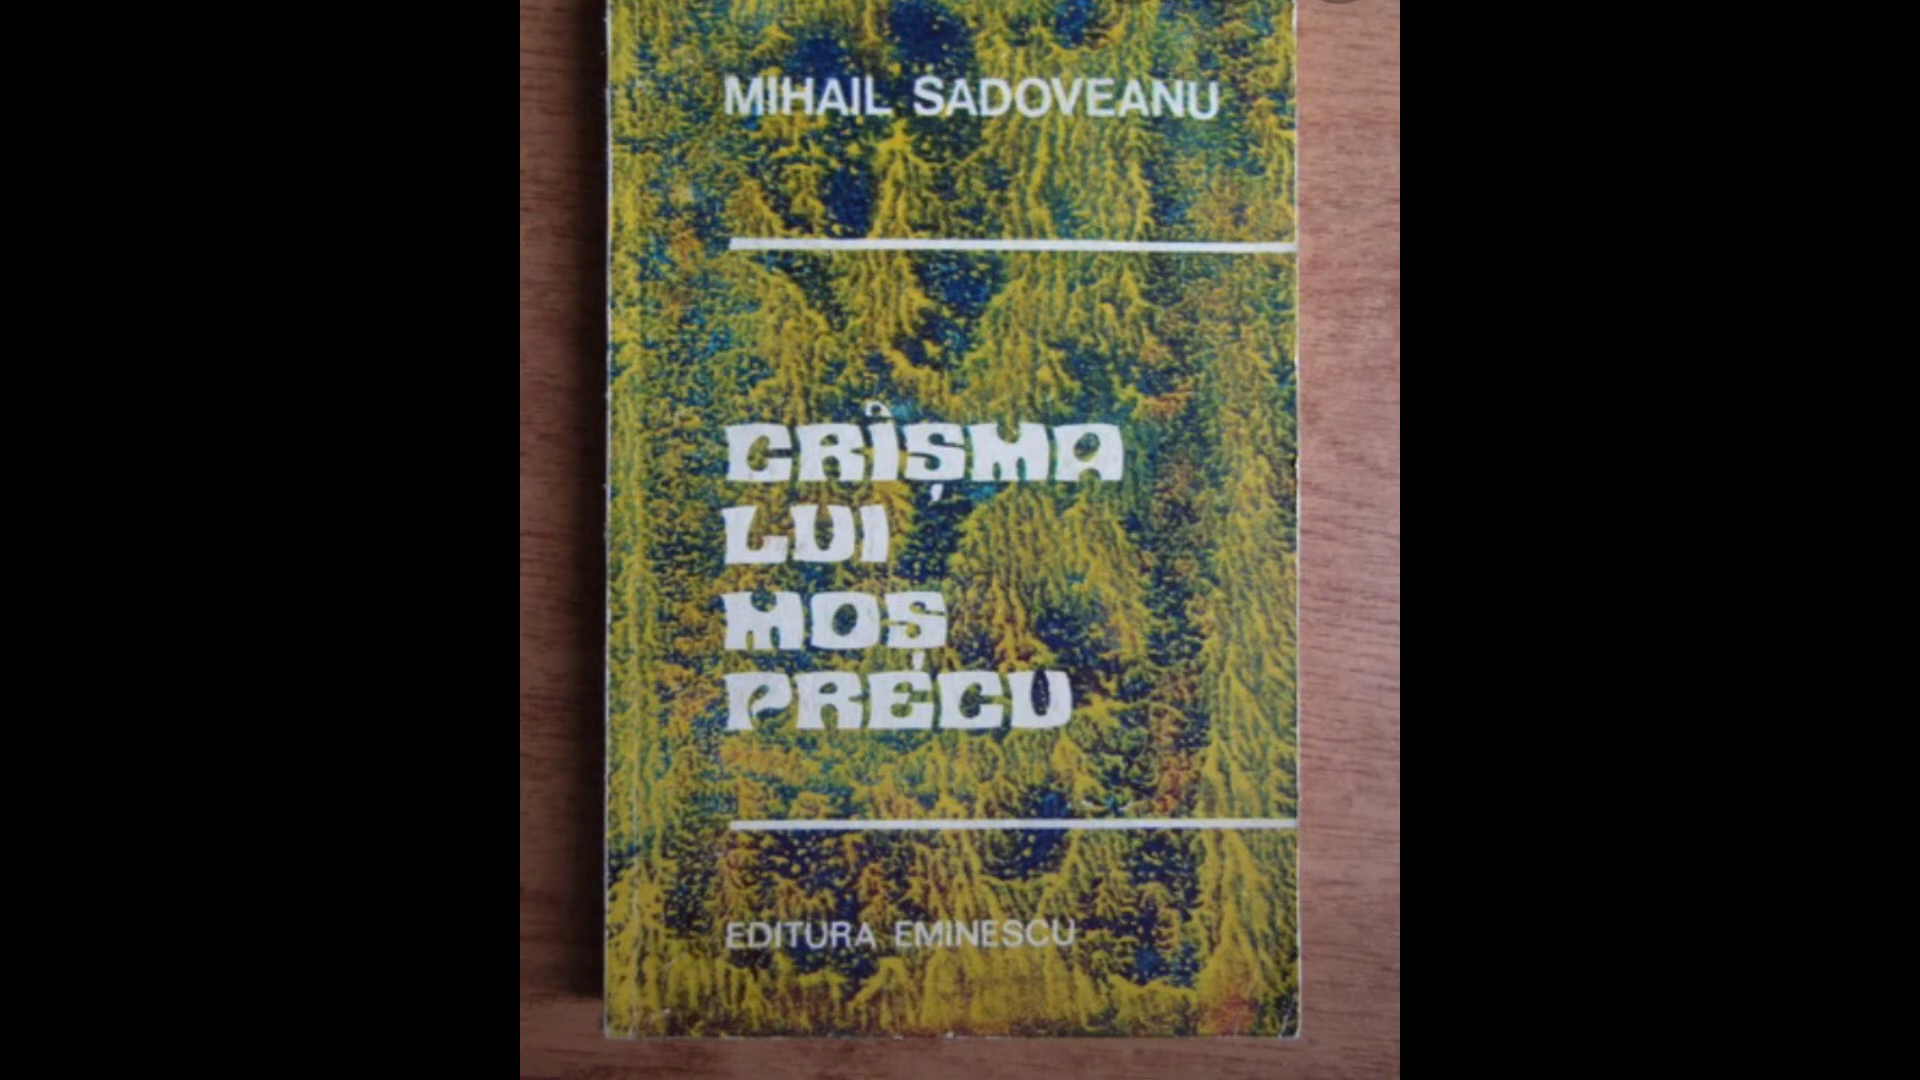 MIHAIL SADOVEANU
CRÎȘMA
LUI
MOȘ
PRECU
EDITURA EMINESCU